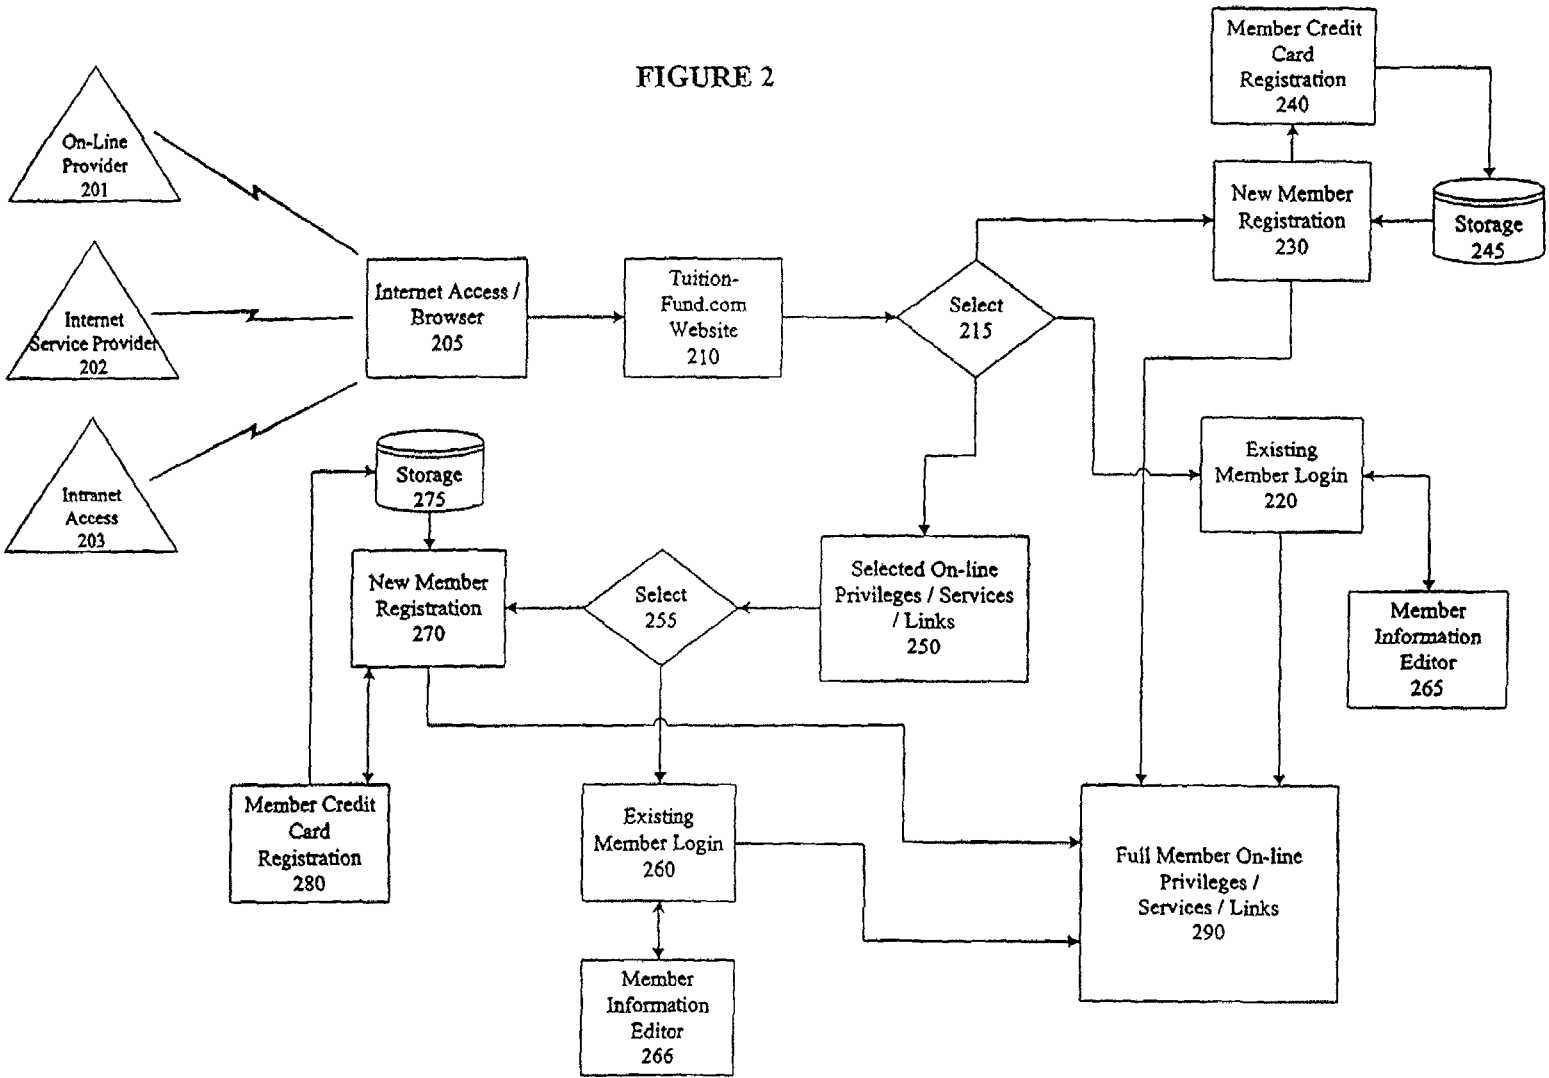 FIGURE 2
On-Line
Provider
201
Internet
Service Provider
202
Intranet
Access
203
Internet Access /
Browser
205
Tuition-
Fund.com
Website
210
Select
215
Member Credit
Card
Registration
240
New Member
Registration
230
Storage
245
Existing
Member Login
220
Member
Information
Editor
265
Selected On-line
Privileges / Services
/ Links
250
Select
255
Storage
275
New Member
Registration
270
Member Credit
Card
Registration
280
Existing
Member Login
260
Member
Information
Editor
266
Full Member On-line
Privileges /
Services / Links
290